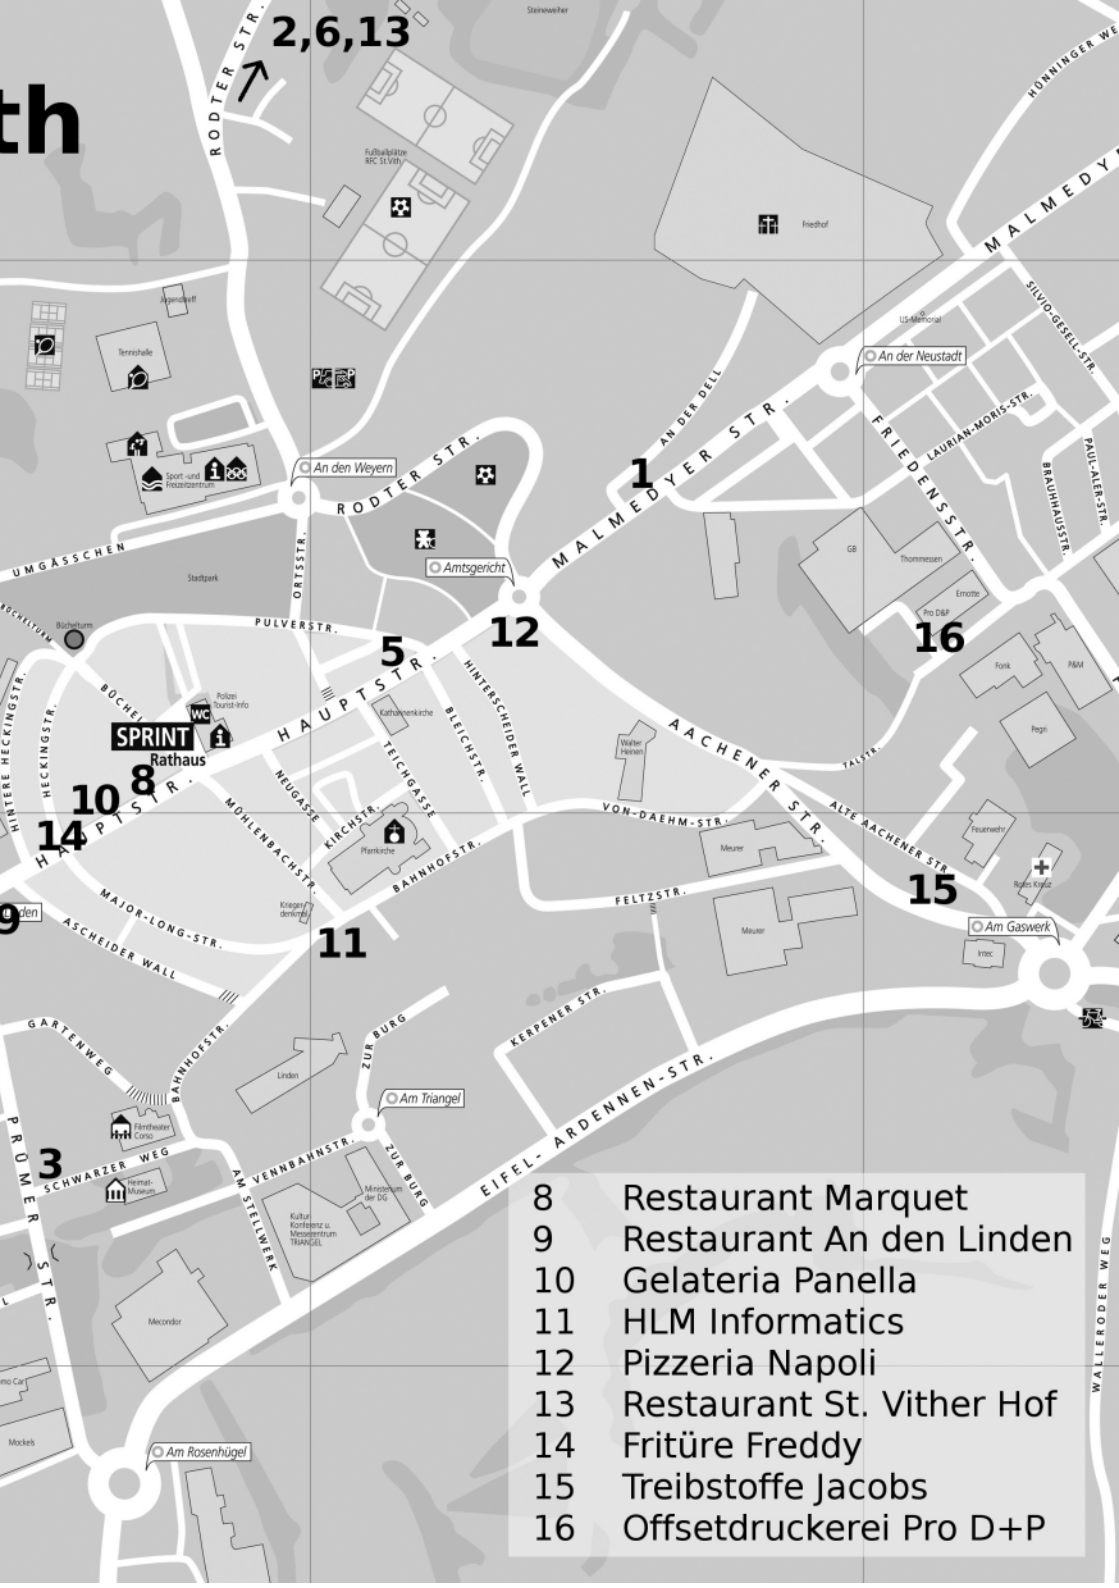 Steineweiher
2,6,13
RODTER STR.
th
HÜNNINGER WE
MALMEDY
Fußballplätze
RFC St.Vith
Friedhof
Jugendtreff
US-Memorial
SILVIO-GESELL-STR.
An der Neustadt
Tennishalle
P
P
AN DER DELL
LAURIAN-MORIS-STR.
FRIEDENSSTR.
PAUL-ALER-STR.
BRAUHHAUSSTR.
An den Weyern
RODTER STR.
Sport -und
Freizeitzentrum
1
MALMEDYER STR.
UMGÄSSCHEN
ORTSSTR.
Amtsgericht
GB
Thommessen
Emotte
Pro D&P
Stadtpark
BÜCHELTURM
Büchelturm
PULVERSTR.
5
12
16
Fonk
P&M
HAUPTSTR.
HINTERSCHEIDER WALL
HINTERE HECKINGSTR.
HECKINGSTR.
BÜCHEL
Polizei
Tourist-Info
WC
Katharinenkirche
BLEICHSTR.
SPRINT
Rathaus
Walter
Heinen
AACHENER STR.
Pegri
TALSTR.
8
10
14
HAUPTSTR.
NEUGASSE
TEICHGASSE
KIRCHSTR.
MÜHLENBACHSTR.
Pfarrkirche
BAHNHOFSTR.
VON-DAEHM-STR.
ALTE AACHENER STR.
Feuerwehr
Meurer
15
Rotes Kreuz
9
MAJOR-LONG-STR.
ASCHEIDER WALL
Krieger-
denkmal
11
FELTZSTR.
Meurer
Am Gaswerk
Intec
GARTENWEG
BAHNHOFSTR.
ZUR BURG
KERPENER STR.
Linden
EIFEL- ARDENNEN-STR.
Am Triangel
Filmtheater
Corso
PRÜMER STR.
3
SCHWARZER WEG
Heimat-
Museum
VENNBAHNSTR.
AM STELLWERK
ZUR BURG
Ministerium
der DG
Kultur
Konferenz u.
Messezentrum
TRIANGEL
Mecondor
WALLERODER WEG
Mockels
Am Rosenhügel
8 Restaurant Marquet
9 Restaurant An den Linden
10 Gelateria Panella
11 HLM Informatics
12 Pizzeria Napoli
13 Restaurant St. Vither Hof
14 Fritüre Freddy
15 Treibstoffe Jacobs
16 Offsetdruckerei Pro D+P